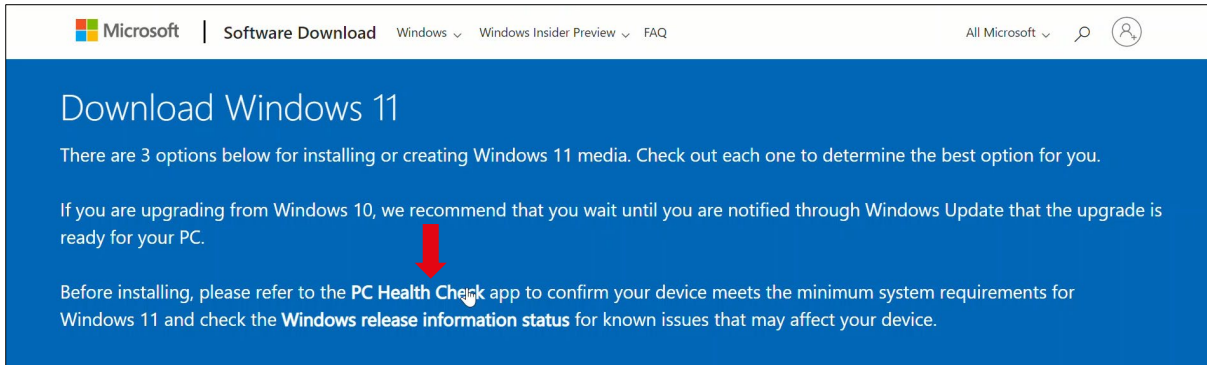 Microsoft Software Download Windows Windows Insider Preview FAQ All Microsoft
Download Windows 11
There are 3 options below for installing or creating Windows 11 media. Check out each one to determine the best option for you.
If you are upgrading from Windows 10, we recommend that you wait until you are notified through Windows Update that the upgrade is
ready for your PC.
Before installing, please refer to the PC Health Check app to confirm your device meets the minimum system requirements for
Windows 11 and check the Windows release information status for known issues that may affect your device.